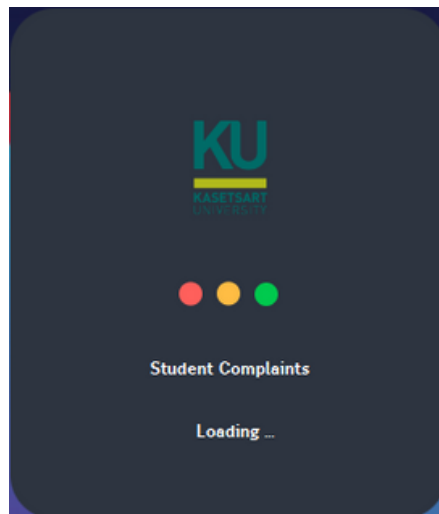 KU
KASETSART
UNIVERSITY
Student Complaints
Loading ...